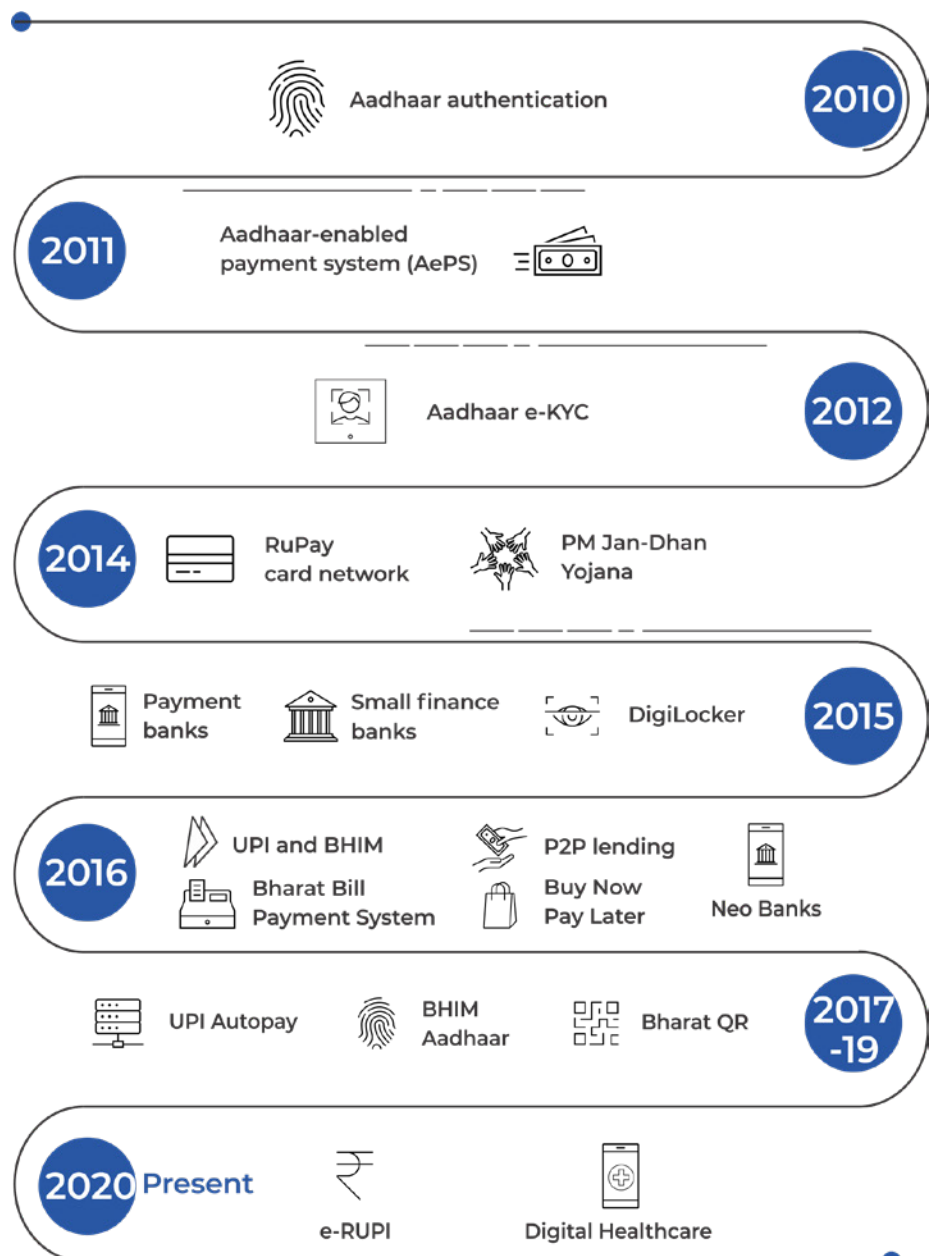 Aadhaar authentication
2010
2011
Aadhaar-enabled
payment system (AePS)
Aadhaar e-KYC
2012
2014
RuPay
card network
PM Jan-Dhan
Yojana
Payment
banks
Small finance
banks
DigiLocker
2015
2016
UPI and BHIM
Bharat Bill
Payment System
P2P lending
Buy Now
Pay Later
Neo Banks
UPI Autopay
BHIM
Aadhaar
Bharat QR
2017
-19
2020 Present
e-RUPI
Digital Healthcare